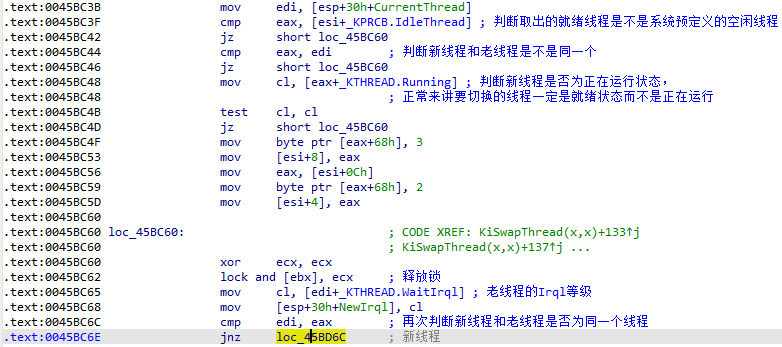 .text:0045BC3B mov edi, [esp+30h+CurrentThread]
.text:0045BC3F cmp eax, [esi+_KPRCB.IdleThread] ; 判断取出的就绪线程是不是系统预定义的空闲线程
.text:0045BC42 jz short loc_45BC60
.text:0045BC44 cmp eax, edi ; 判断新线程和老线程是不是同一个
.text:0045BC46 jz short loc_45BC60
.text:0045BC48 mov cl, [eax+_KTHREAD.Running] ; 判断新线程是否为正在运行状态，
.text:0045BC48 ; 正常来讲要切换的线程一定是就绪状态而不是正在运行
.text:0045BC4B test cl, cl
.text:0045BC4D jz short loc_45BC60
.text:0045BC4F mov byte ptr [eax+68h], 3
.text:0045BC53 mov [esi+8], eax
.text:0045BC56 mov eax, [esi+0Ch]
.text:0045BC59 mov byte ptr [eax+68h], 2
.text:0045BC5D mov [esi+4], eax
.text:0045BC60
.text:0045BC60 loc_45BC60: ; CODE XREF: KiSwapThread(x,x)+133↑j
.text:0045BC60 ; KiSwapThread(x,x)+137↑j ...
.text:0045BC60 xor ecx, ecx
.text:0045BC62 lock and [ebx], ecx ; 释放锁
.text:0045BC65 mov cl, [edi+_KTHREAD.WaitIrql] ; 老线程的Irql等级
.text:0045BC68 mov [esp+30h+NewIrql], cl
.text:0045BC6C cmp edi, eax ; 再次判断新线程和老线程是否为同一个线程
.text:0045BC6E jnz loc_45BD6C ; 新线程